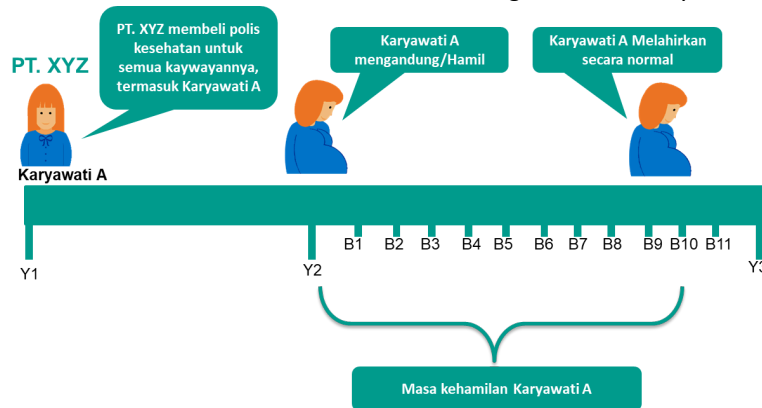 PT. XYZ membeli polis
kesehatan untuk
semua kaywayannya,
termasuk Karyawati A
Karyawati A
mengandung/Hamil
Karyawati A Melahirkan
secara normal
PT. XYZ
Karyawati A
B1 B2 B3 B4 B5 B6 B7 B8 B9 B10 B11
Y1 Y2 Y3
Masa kehamilan Karyawati A